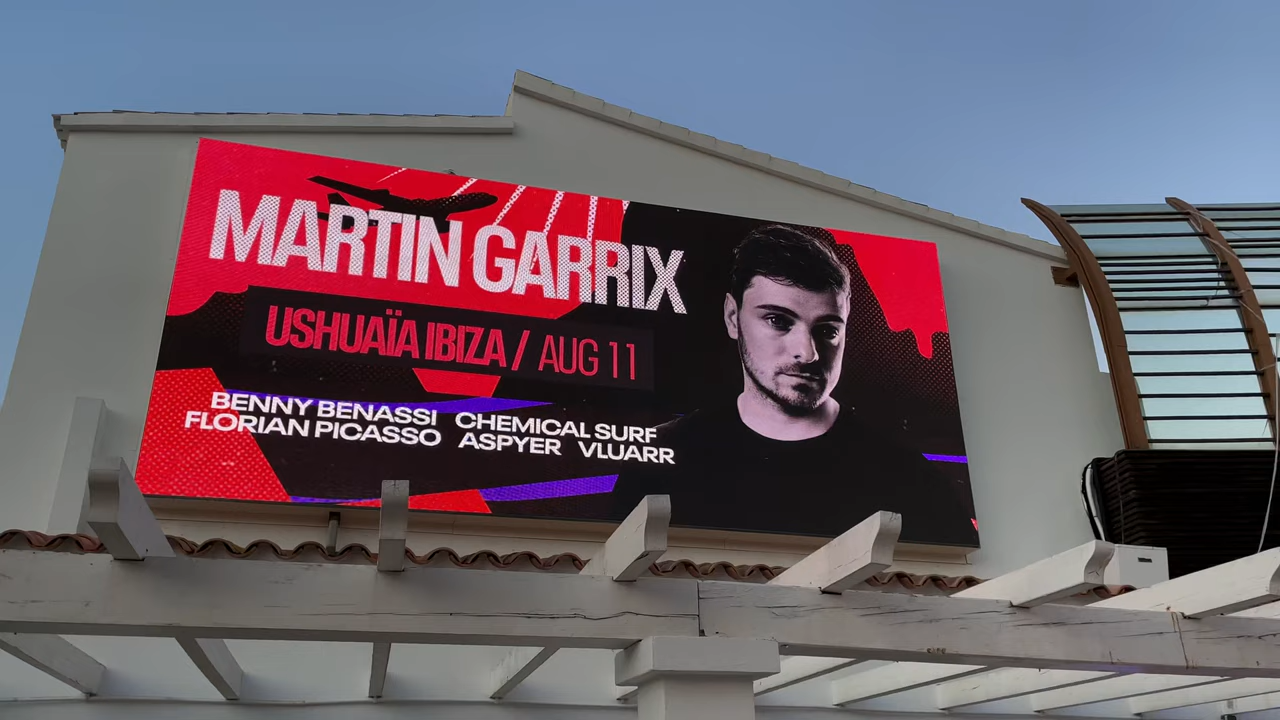 MARTIN GARRIX
USHUAÏA IBIZA / AUG 11
BENNY BENASSI CHEMICAL SURF
FLORIAN PICASSO ASPYER VLUARR